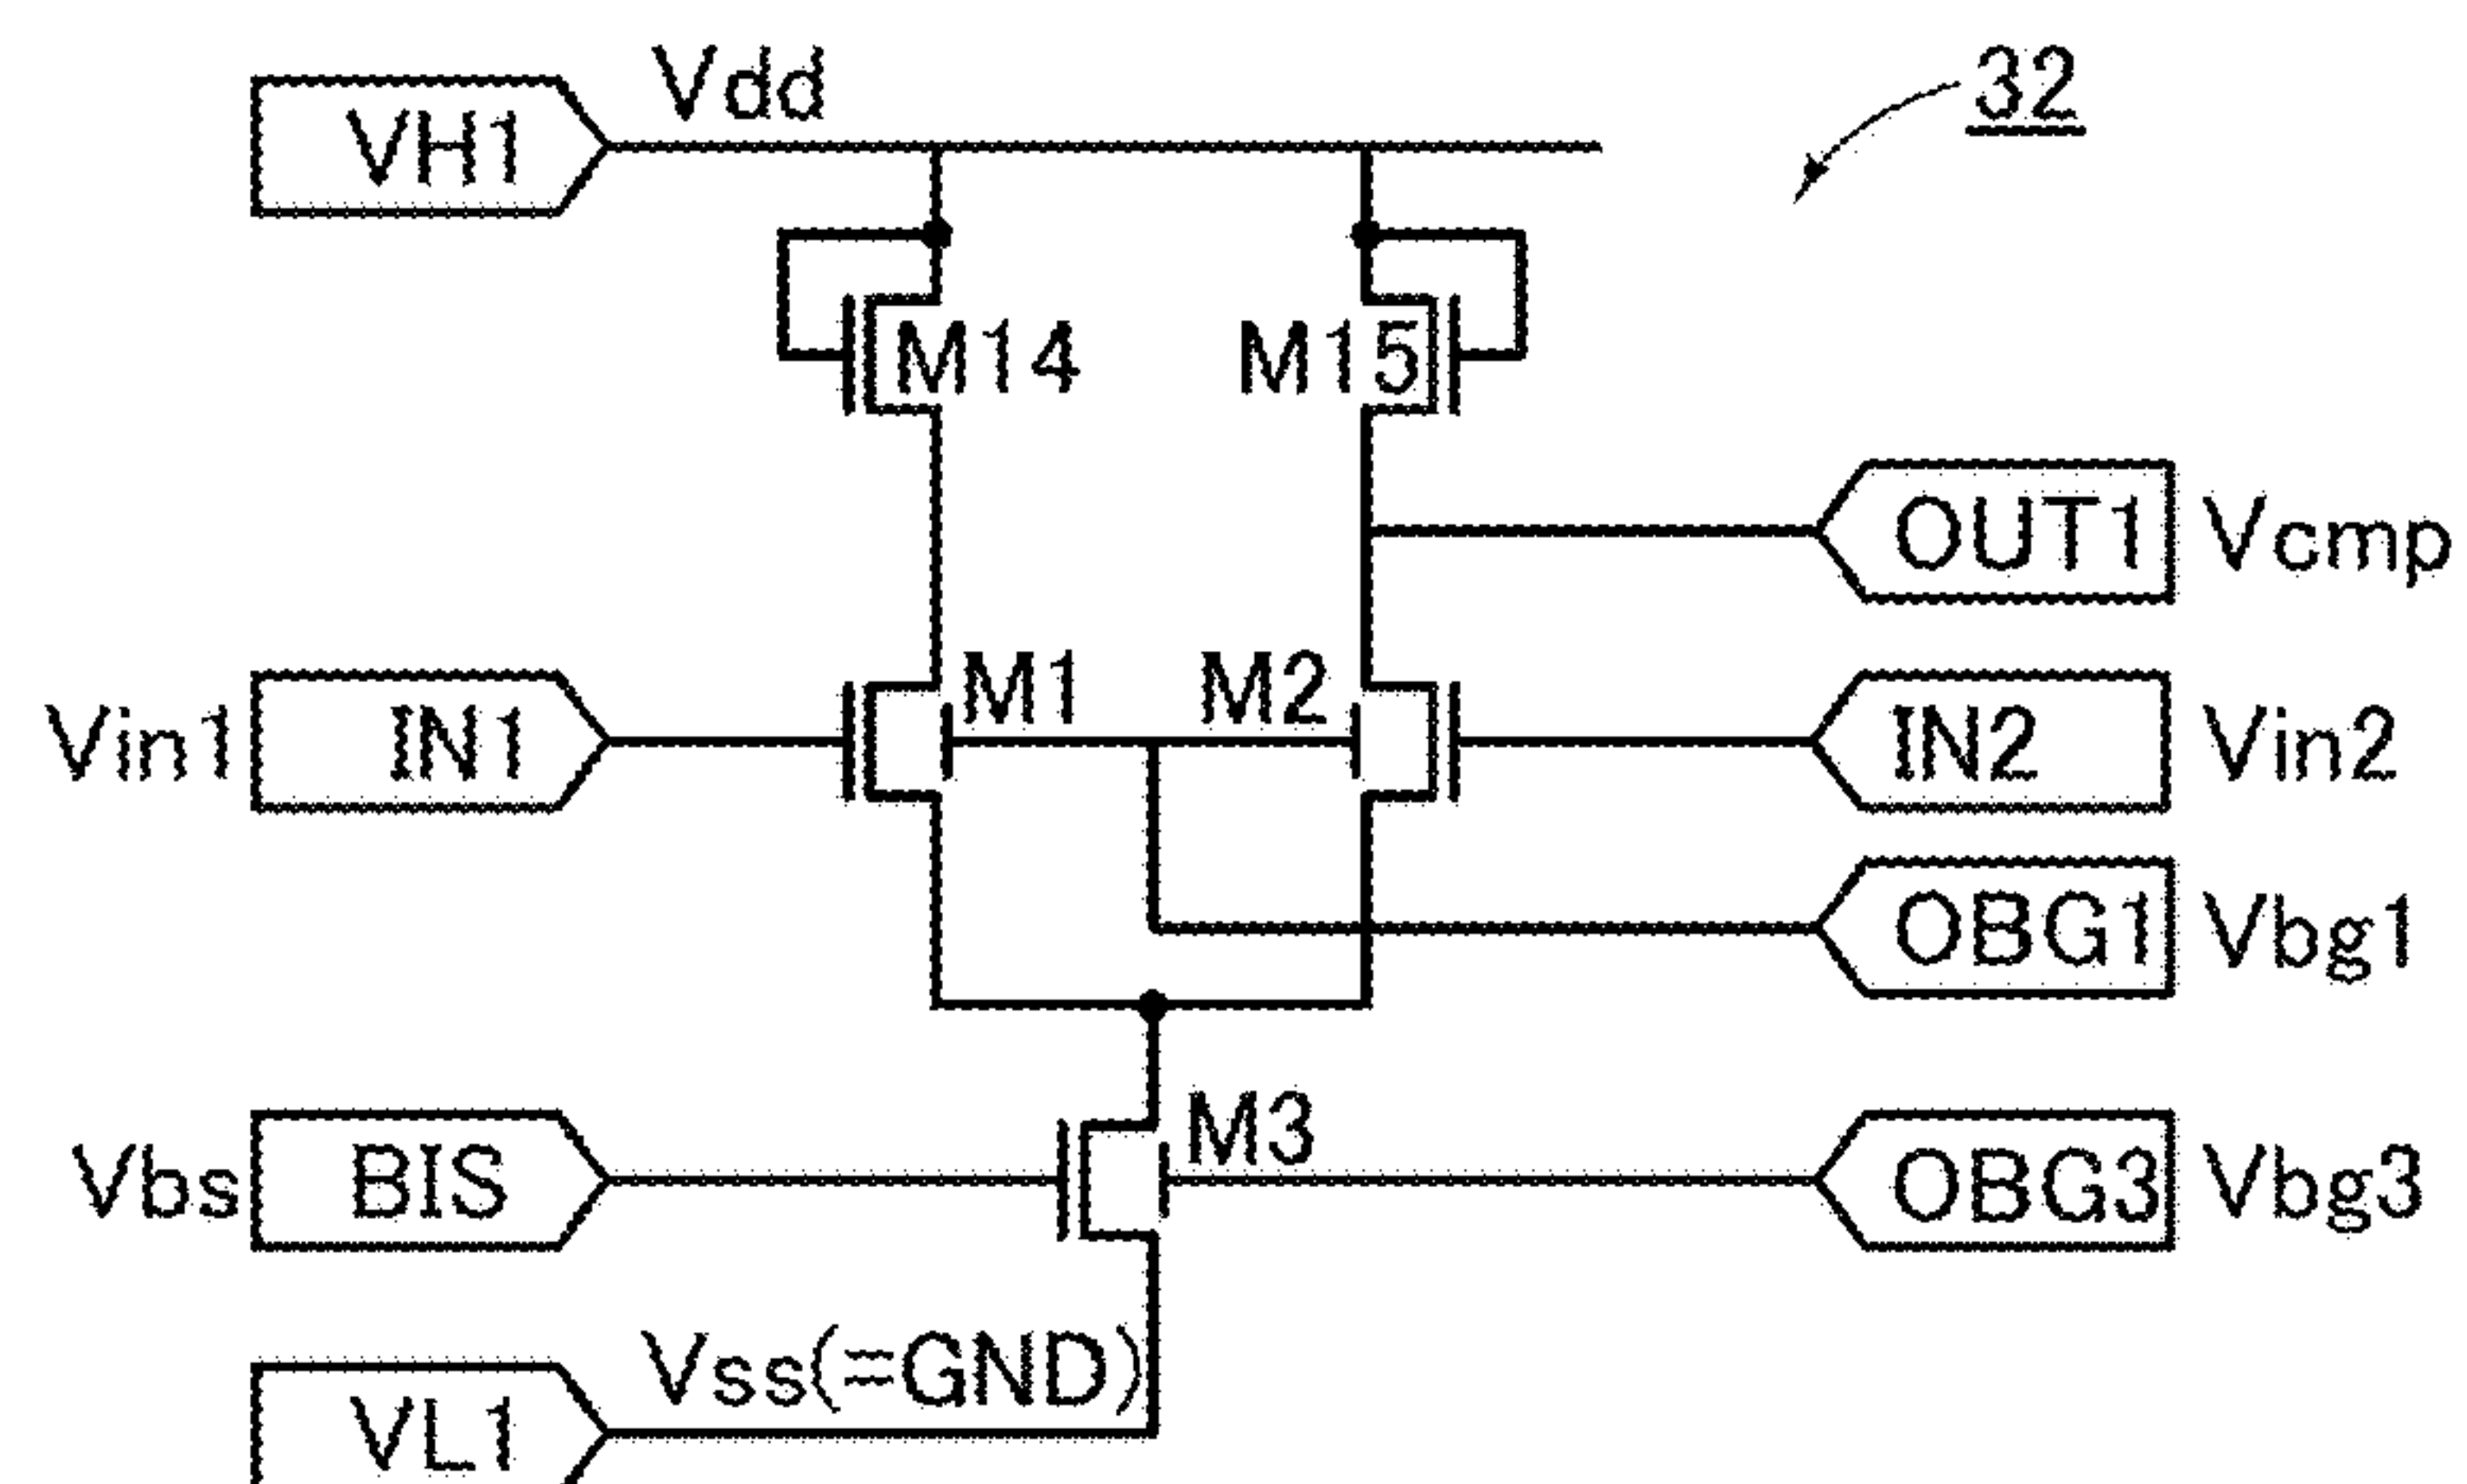 Vdd
32
VH1
M14
M15
OUT1 Vcmp
M1
M2
Vin1 IN1
IN2 Vin2
OBG1 Vbg1
M3
Vbs BIS
OBG3 Vbg3
Vss(=GND)
VL1